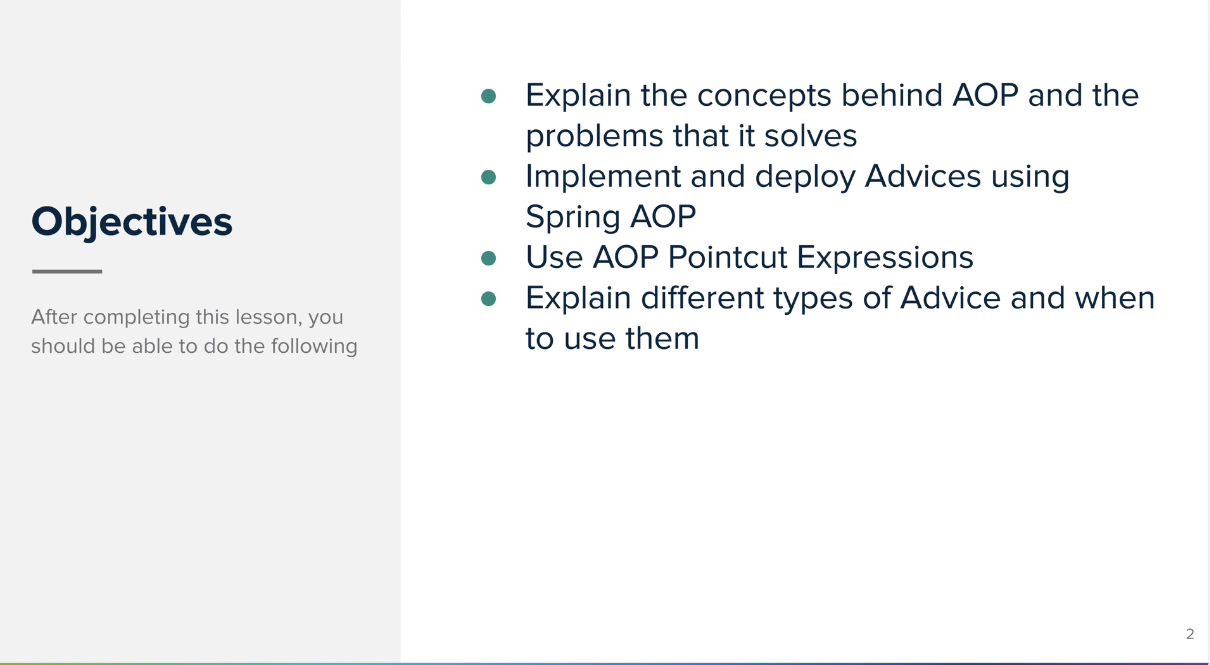 Objectives
After completing this lesson, you
should be able to do the following
● Explain the concepts behind AOP and the
problems that it solves
● Implement and deploy Advices using
Spring AOP
● Use AOP Pointcut Expressions
● Explain different types of Advice and when
to use them
2